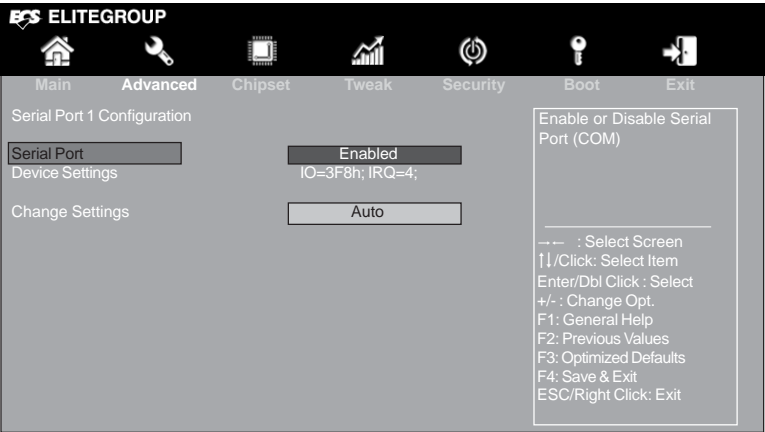 ECS ELITEGROUP
Main Advanced Chipset Tweak Security Boot Exit
Serial Port 1 Configuration
Serial Port Enabled
Device Settings IO=3F8h; IRQ=4;
Change Settings Auto
Enable or Disable Serial
Port (COM)
→← : Select Screen
↑↓/Click: Select Item
Enter/Dbl Click : Select
+/- : Change Opt.
F1: General Help
F2: Previous Values
F3: Optimized Defaults
F4: Save & Exit
ESC/Right Click: Exit